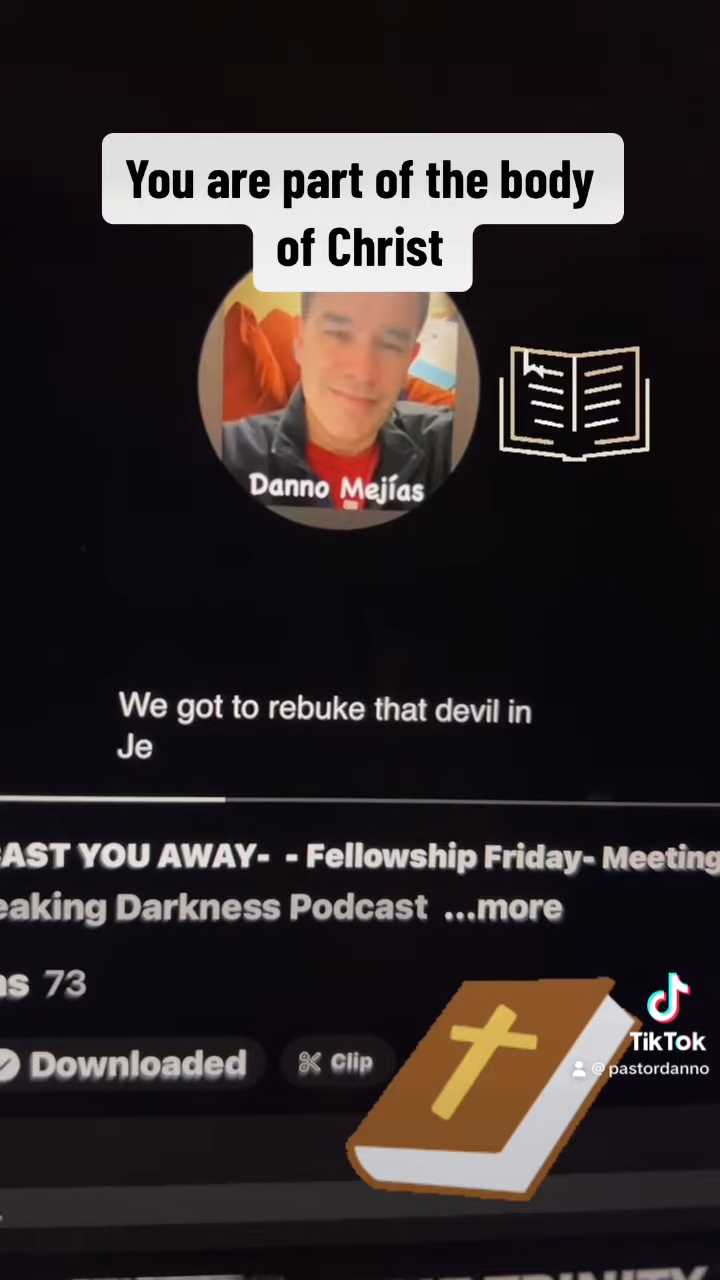 You are part of the body
of Christ
Danno Mejías
We got to rebuke that devil in
Je
AST YOU AWAY- - Fellowship Friday- Meeting
eaking Darkness Podcast ...more
ns 73
Downloaded
Clip
TikTok
@pastordanno